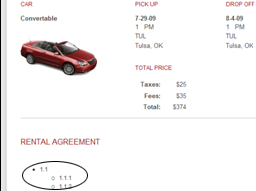 CAR PICK UP DROP OFF
Convertable 7-29-09 8-4-09
1 PM 1 PM
TUL TUL
Tulsa, OK Tulsa, OK
TOTAL PRICE
Taxes: $25
Fees: $35
Total: $374
RENTAL AGREEMENT
1.1
1.1.1